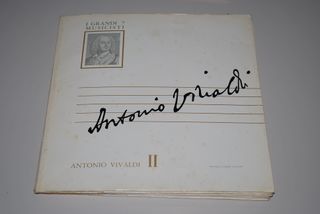 I GRANDI
MUSICISTI
Antonio Vivaldi
ANTONIO VIVALDI II